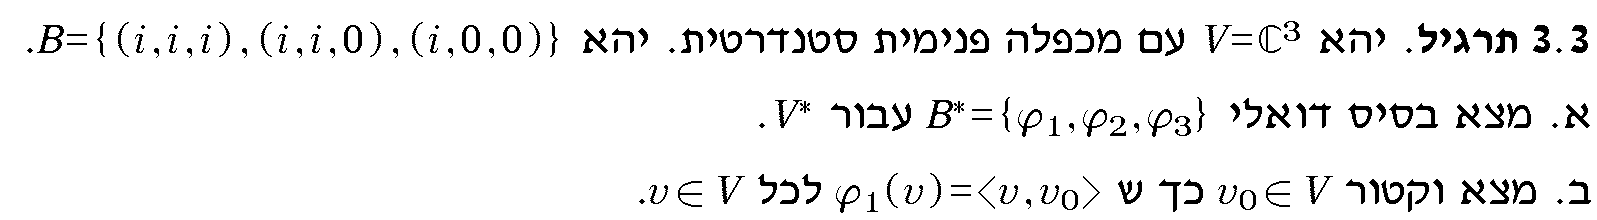 3.3 תרגיל. יהא V=ℂ³ עם מכפלה פנימית סטנדרטית. יהא B={(i,i,i),(i,i,0),(i,0,0)}.
א. מצא בסיס דואלי B*={φ₁,φ₂,φ₃} עבור V*.
ב. מצא וקטור v₀∈V כך ש φ₁(v)=<v,v₀> לכל v∈V.